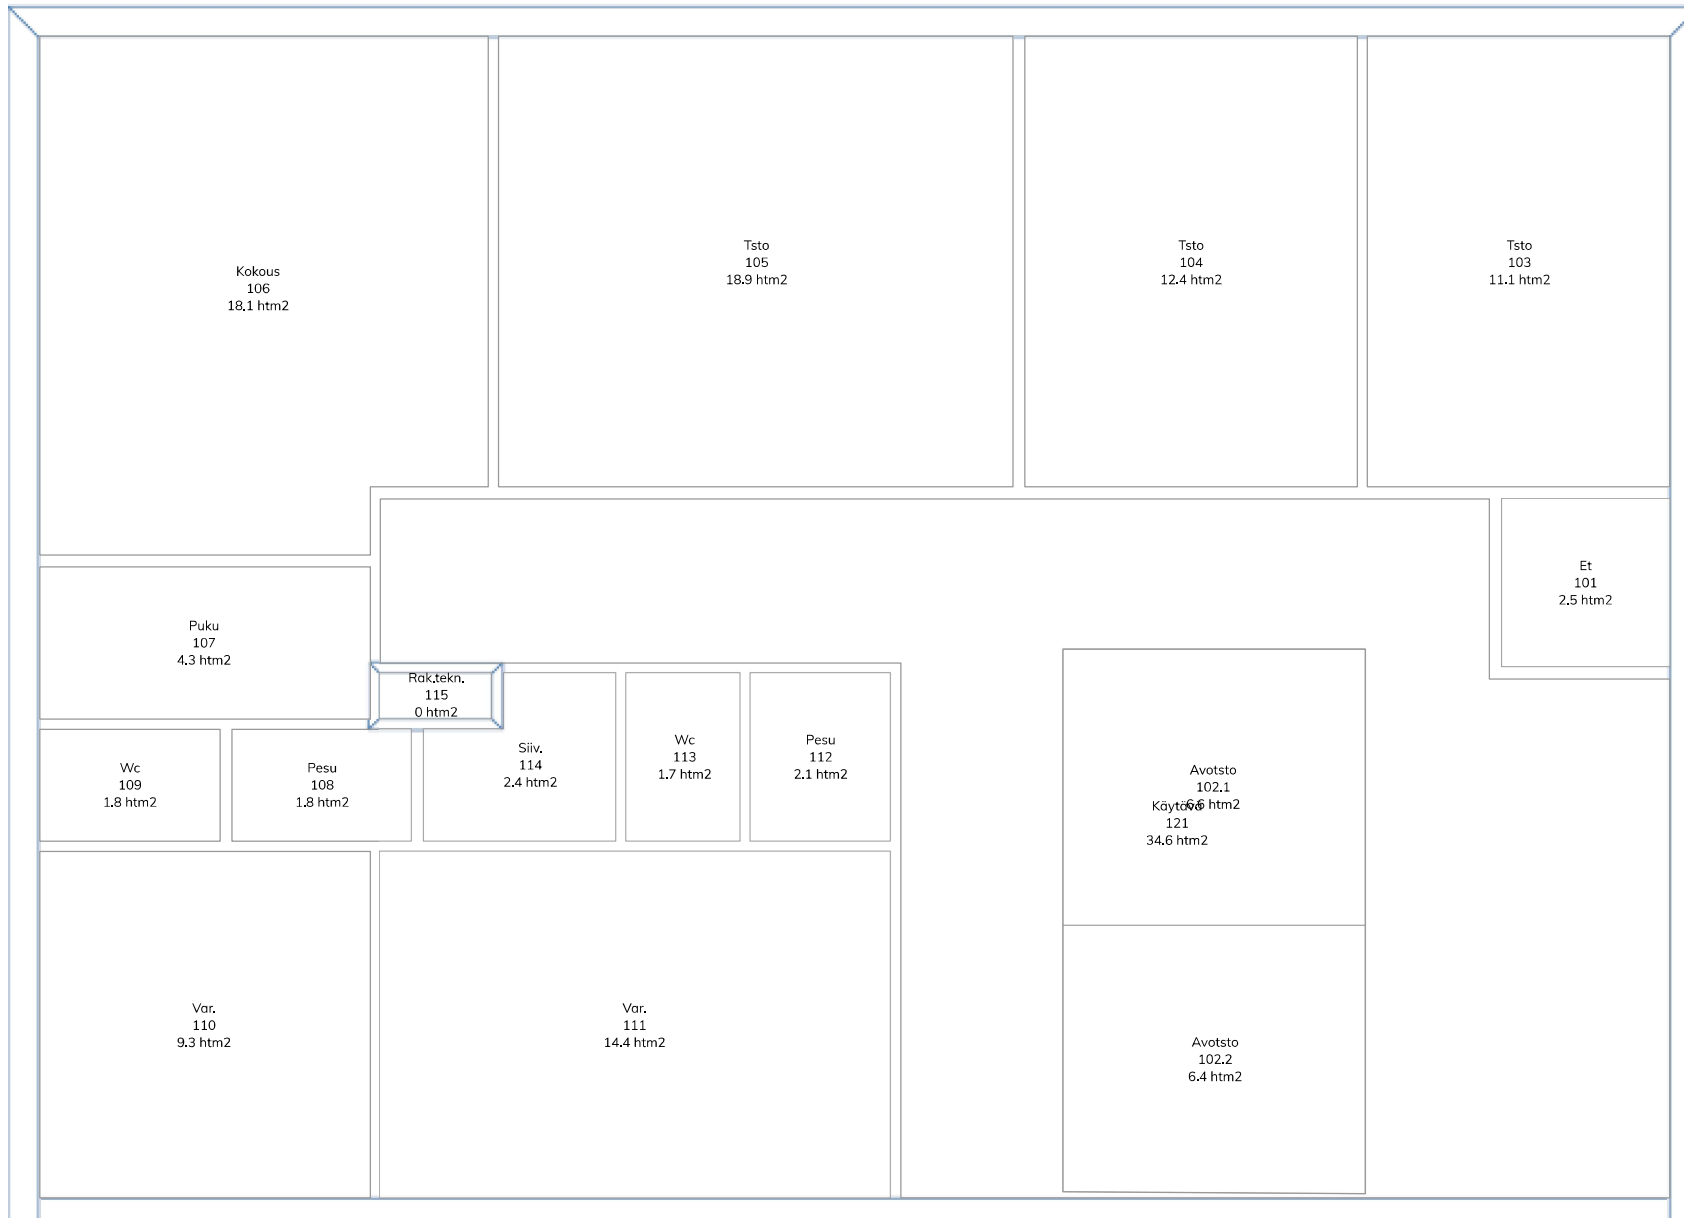 Kokous
106
18.1 htm2
Tsto
105
18.9 htm2
Tsto
104
12.4 htm2
Tsto
103
11.1 htm2
Et
101
2.5 htm2
Puku
107
4.3 htm2
Rak.tekn.
115
0 htm2
Wc
109
1.8 htm2
Pesu
108
1.8 htm2
Siiv.
114
2.4 htm2
Wc
113
1.7 htm2
Pesu
112
2.1 htm2
Avotsto
102.1
6.6 htm2
Käytävä
121
34.6 htm2
Var.
110
9.3 htm2
Var.
111
14.4 htm2
Avotsto
102.2
6.4 htm2